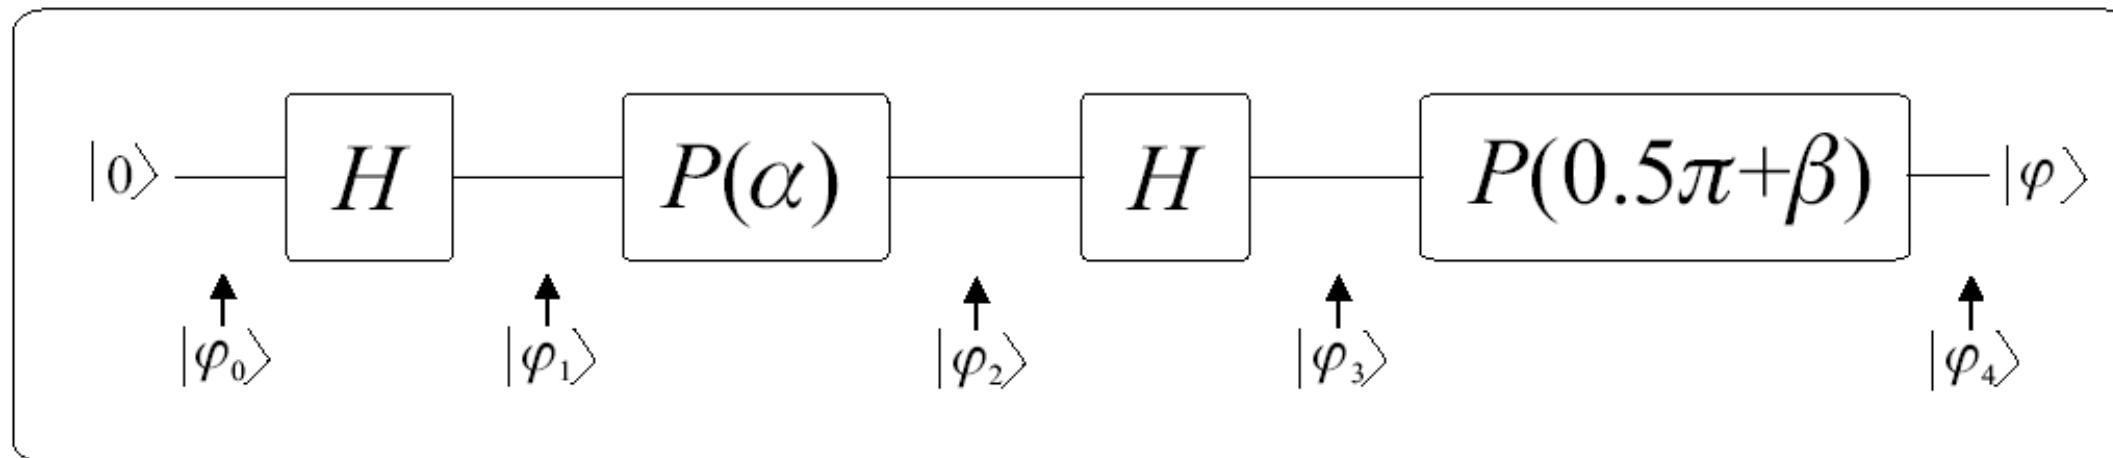 |0⟩ H P(α) H P(0.5π+β) |φ⟩
|φ₀⟩ |φ₁⟩ |φ₂⟩ |φ₃⟩ |φ₄⟩